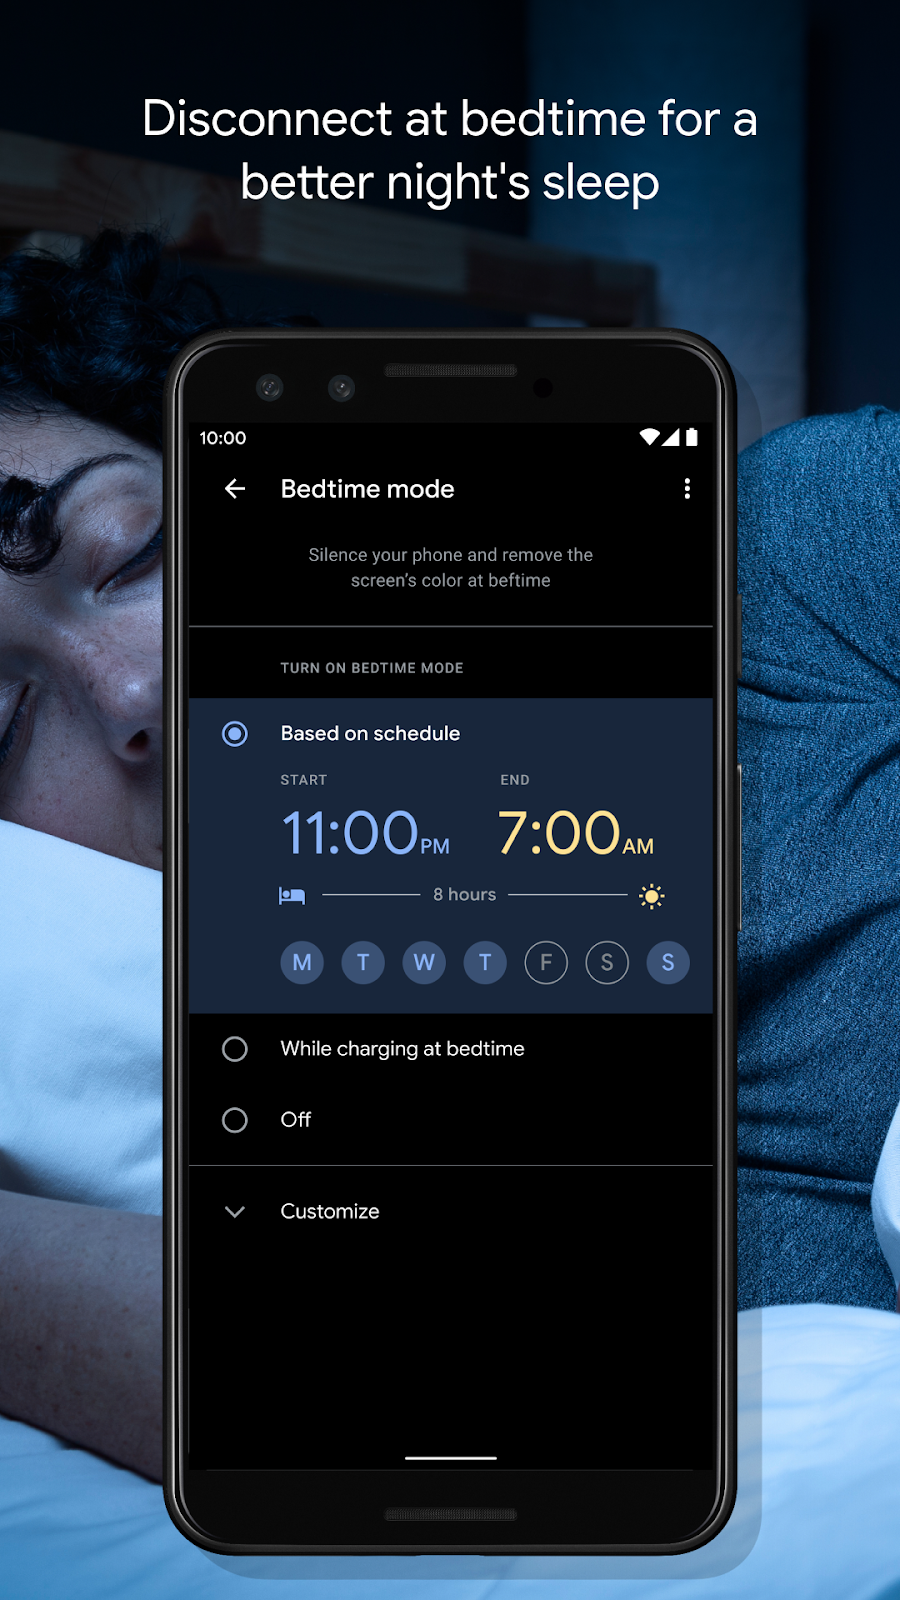 Disconnect at bedtime for a
better night's sleep
10:00
Bedtime mode
Silence your phone and remove the
screen's color at beftime
TURN ON BEDTIME MODE
Based on schedule
START END
11:00PM 7:00AM
8 hours
M T W T F S S
While charging at bedtime
Off
Customize